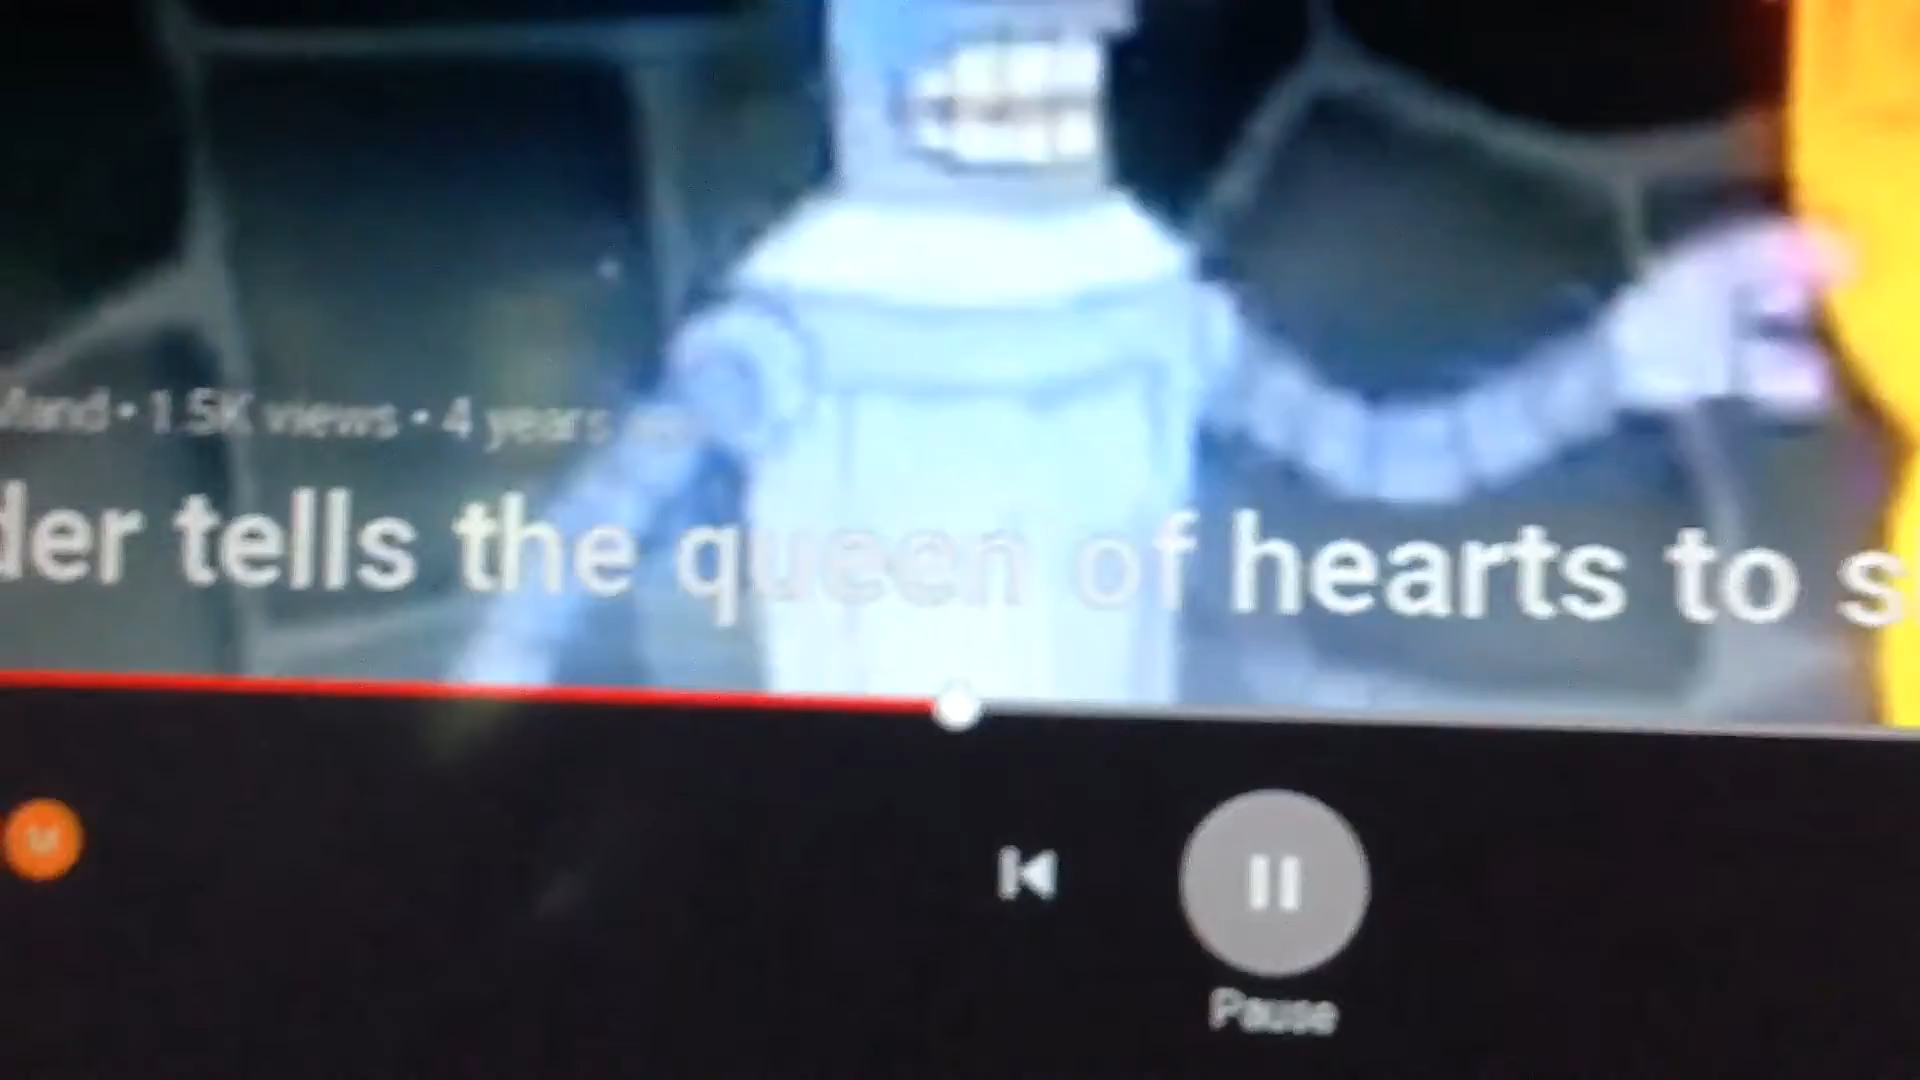 1.5K views • 4 years
der tells the queen of hearts to s
Pause